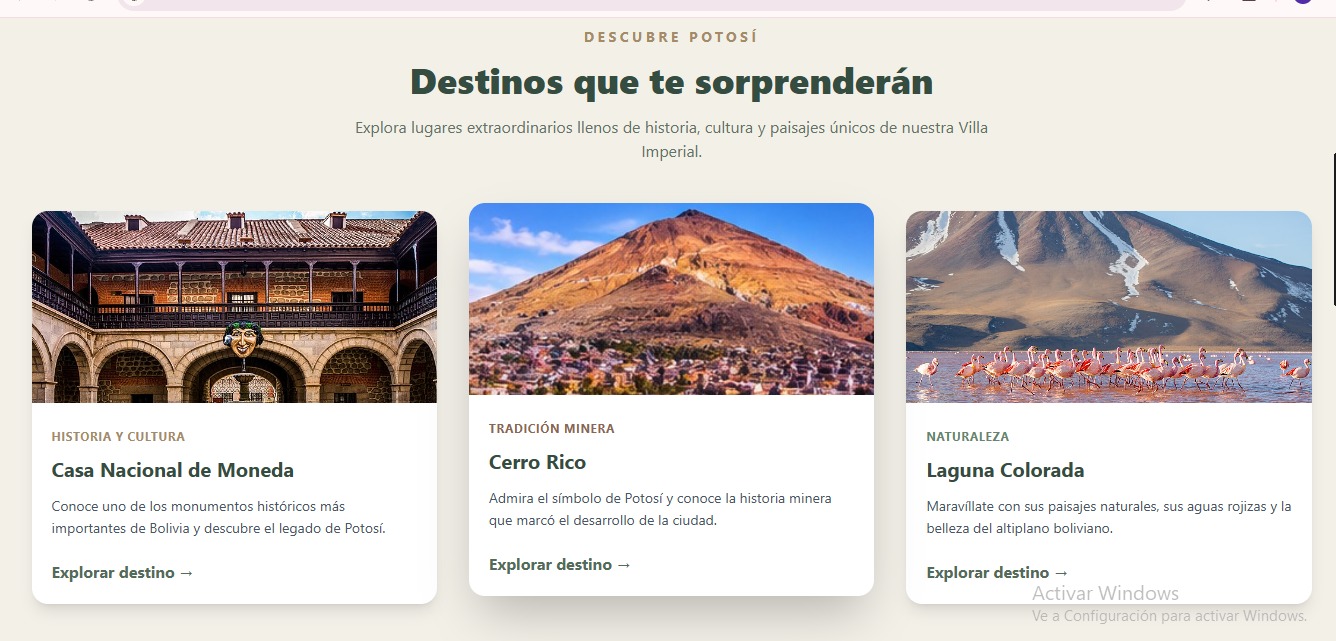 DESCUBRE POTOSÍ
Destinos que te sorprenderán
Explora lugares extraordinarios llenos de historia, cultura y paisajes únicos de nuestra Villa
Imperial.
HISTORIA Y CULTURA
Casa Nacional de Moneda
Conoce uno de los monumentos históricos más
importantes de Bolivia y descubre el legado de Potosí.
Explorar destino →
TRADICIÓN MINERA
Cerro Rico
Admira el símbolo de Potosí y conoce la historia minera
que marcó el desarrollo de la ciudad.
Explorar destino →
NATURALEZA
Laguna Colorada
Maravíllate con sus paisajes naturales, sus aguas rojizas y la
belleza del altiplano boliviano.
Explorar destino →
Activar Windows
Ve a Configuración para activar Windows.